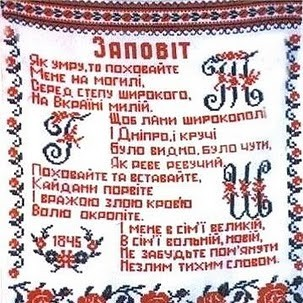 Заповіт
Як умру, то поховайте
Мене на могилі,
Серед степу широкого,
На Вкраїні милій.
Щоб лани широкополі
І Дніпро, і кручі
Було видно, було чути,
Як реве ревучий.
Поховайте та вставайте,
Кайдани порвіте
І вражою злою кров'ю
Волю окропіте.
І мене в сім'ї великій,
В сім'ї вольній, новій,
Не забудьте пом'янути
Незлим тихим словом.
1845
Т
Г
Ш